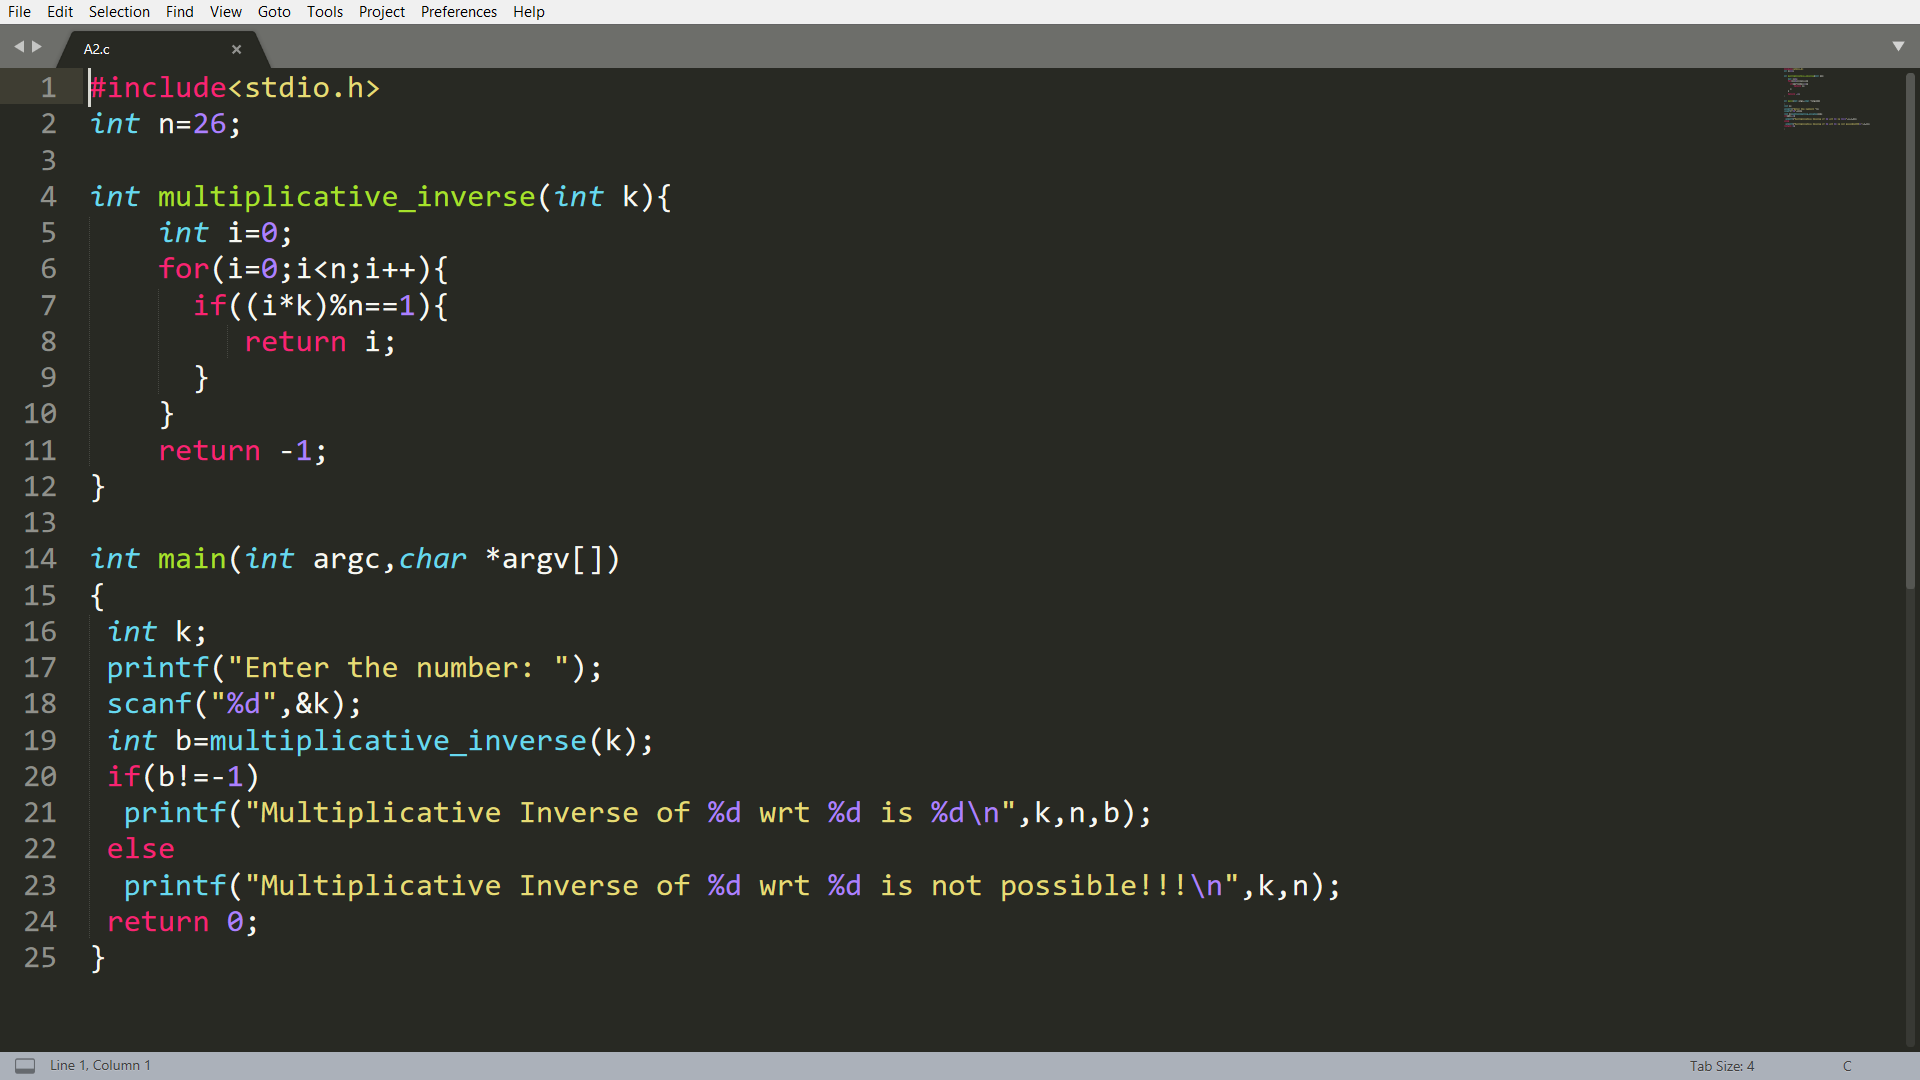 File Edit Selection Find View Goto Tools Project Preferences Help
A2.c ×
1 #include<stdio.h>
2 int n=26;
3
4 int multiplicative_inverse(int k){
5     int i=0;
6     for(i=0;i<n;i++){
7       if((i*k)%n==1){
8          return i;
9       }
10     }
11     return -1;
12 }
13
14 int main(int argc,char *argv[])
15 {
16  int k;
17  printf("Enter the number: ");
18  scanf("%d",&k);
19  int b=multiplicative_inverse(k);
20  if(b!=-1)
21   printf("Multiplicative Inverse of %d wrt %d is %d\n",k,n,b);
22  else
23   printf("Multiplicative Inverse of %d wrt %d is not possible!!!\n",k,n);
24  return 0;
25 }
Line 1, Column 1 Tab Size: 4 C